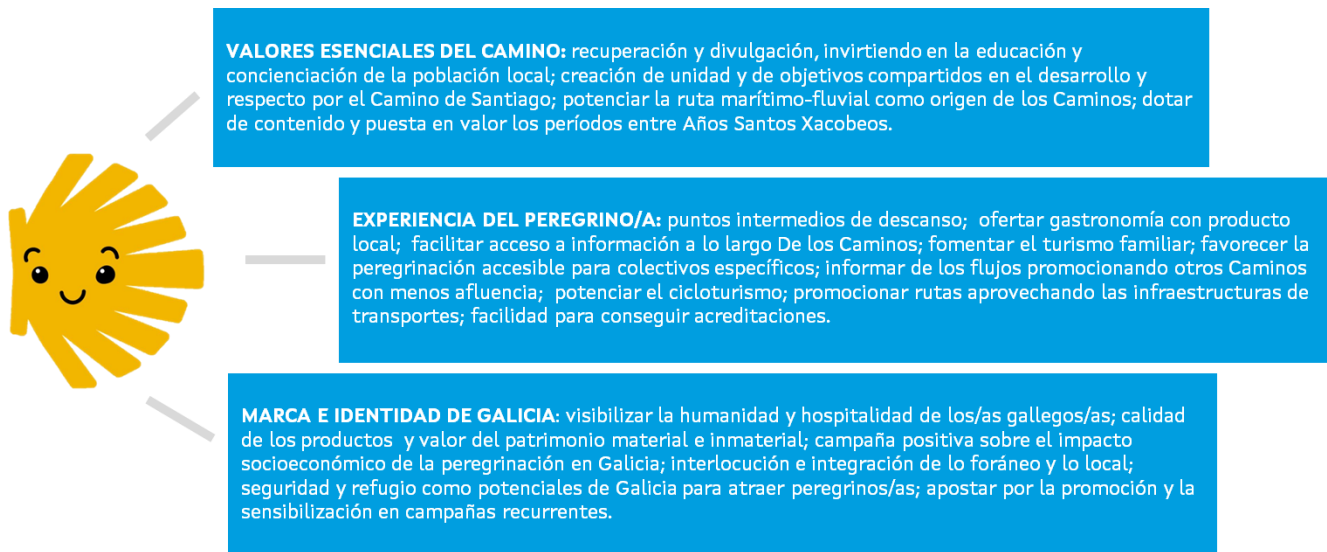 VALORES ESENCIALES DEL CAMINO: recuperación y divulgación, invirtiendo en la educación y
concienciación de la población local; creación de unidad y de objetivos compartidos en el desarrollo y
respecto por el Camino de Santiago; potenciar la ruta marítimo-fluvial como origen de los Caminos; dotar
de contenido y puesta en valor los períodos entre Años Santos Xacobeos.
EXPERIENCIA DEL PEREGRINO/A: puntos intermedios de descanso; ofertar gastronomía con producto
local; facilitar acceso a información a lo largo De los Caminos; fomentar el turismo familiar; favorecer la
peregrinación accesible para colectivos específicos; informar de los flujos promocionando otros Caminos
con menos afluencia; potenciar el cicloturismo; promocionar rutas aprovechando las infraestructuras de
transportes; facilidad para conseguir acreditaciones.
MARCA E IDENTIDAD DE GALICIA: visibilizar la humanidad y hospitalidad de los/as gallegos/as; calidad
de los productos y valor del patrimonio material e inmaterial; campaña positiva sobre el impacto
socioeconómico de la peregrinación en Galicia; interlocución e integración de lo foráneo y lo local;
seguridad y refugio como potenciales de Galicia para atraer peregrinos/as; apostar por la promoción y la
sensibilización en campañas recurrentes.